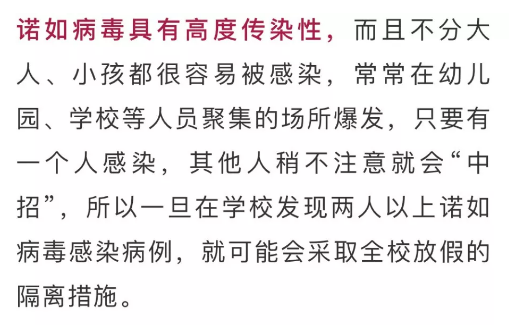 诺如病毒具有高度传染性，而且不分大
人、小孩都很容易被感染，常常在幼儿
园、学校等人员聚集的场所爆发，只要有
一个人感染，其他人稍不注意就会“中
招”，所以一旦在学校发现两人以上诺如
病毒感染病例，就可能会采取全校放假的
隔离措施。